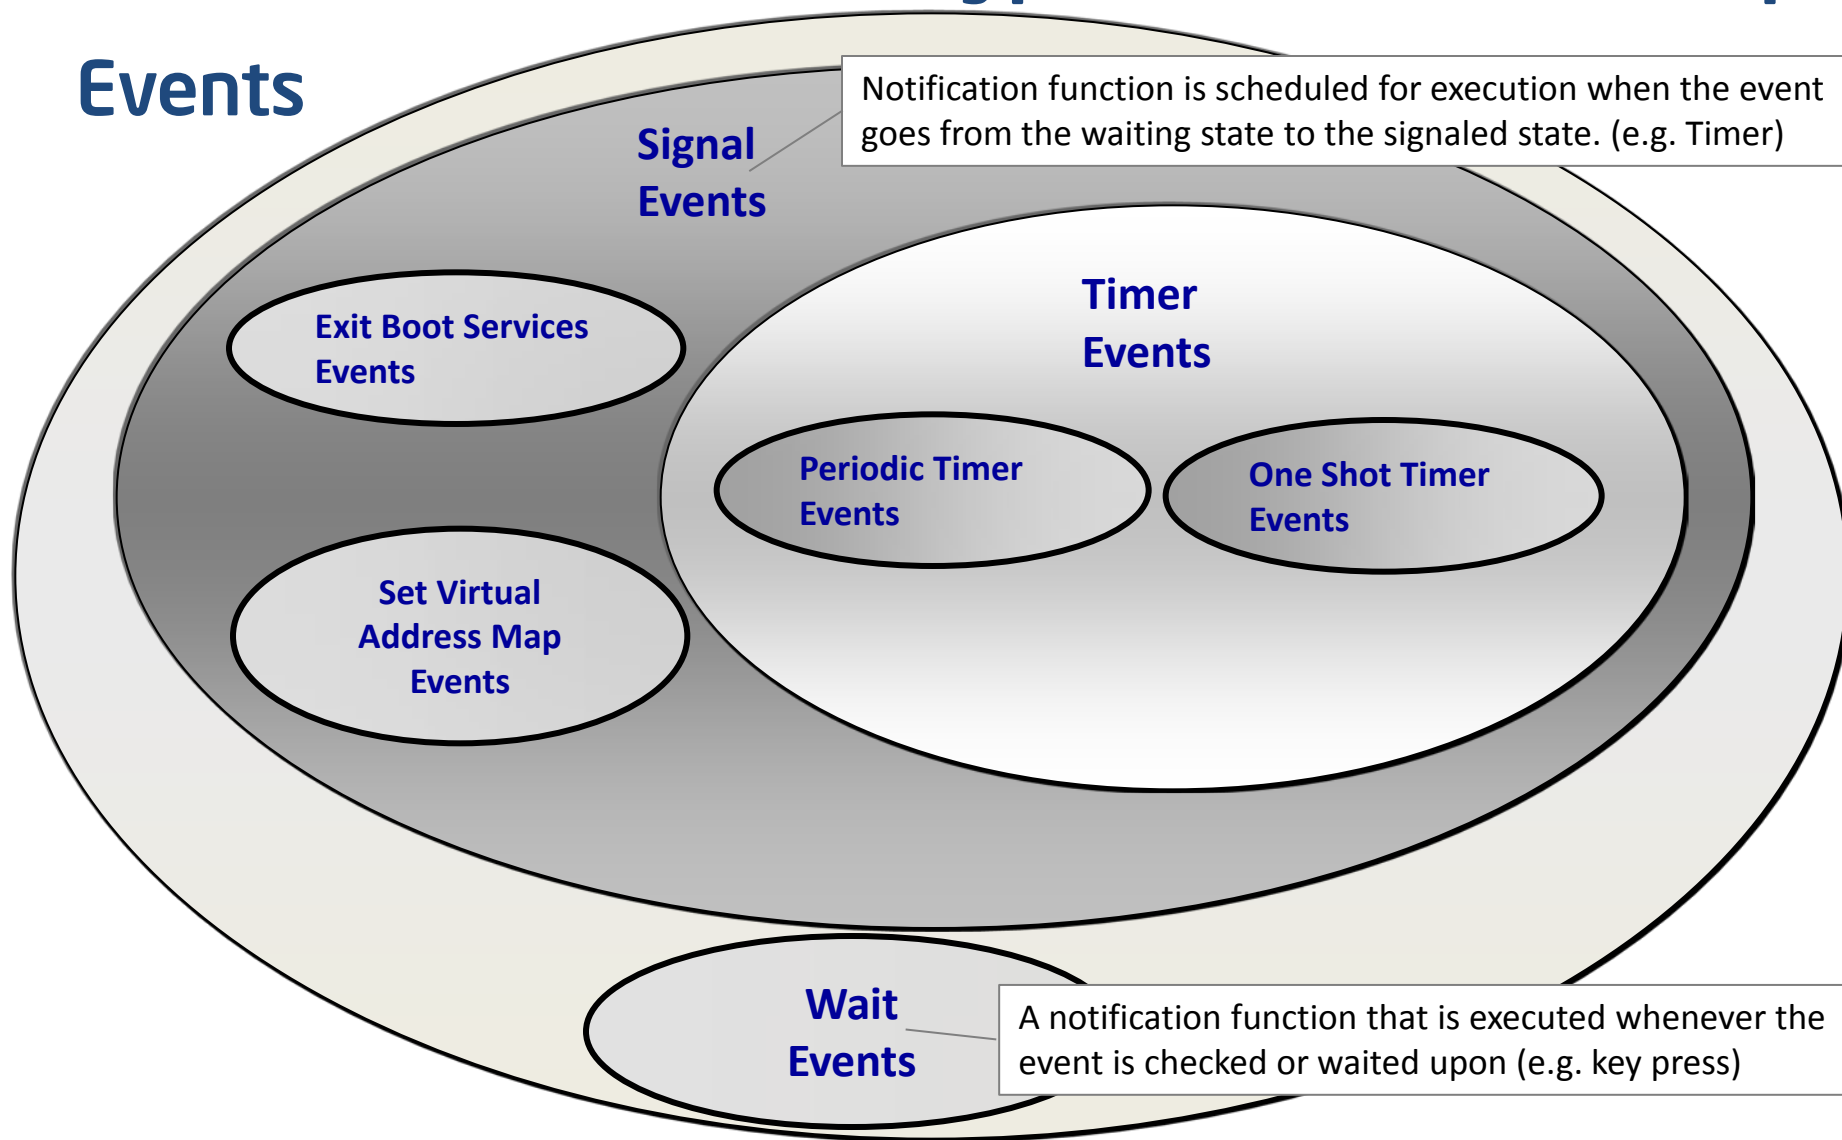 Events
Notification function is scheduled for execution when the event
goes from the waiting state to the signaled state. (e.g. Timer)
Signal
Events
Timer
Events
Exit Boot Services
Events
Periodic Timer
Events
One Shot Timer
Events
Set Virtual
Address Map
Events
Wait
Events
A notification function that is executed whenever the
event is checked or waited upon (e.g. key press)